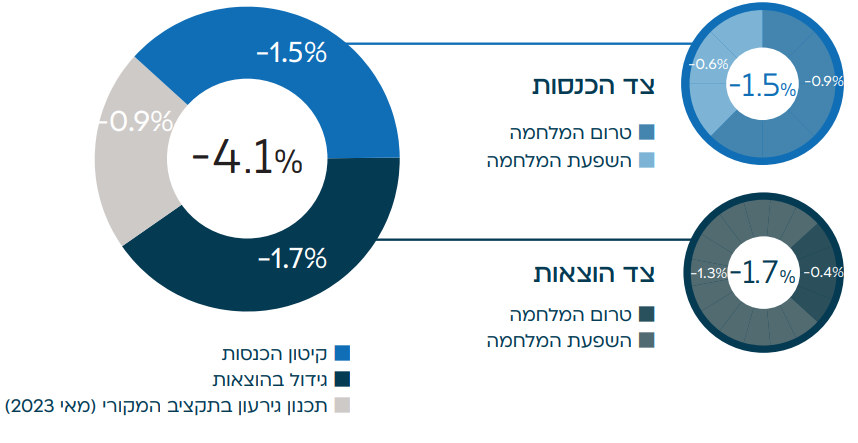 -1.5%
-0.9%
-4.1%
-1.7%
קיטון הכנסות
גידול בהוצאות
תכנון גירעון בתקציב המקורי (מאי 2023)
צד הכנסות
טרום המלחמה
השפעת המלחמה
-0.6%
-1.5%
-0.9%
צד הוצאות
טרום המלחמה
השפעת המלחמה
-1.3%
-1.7%
-0.4%